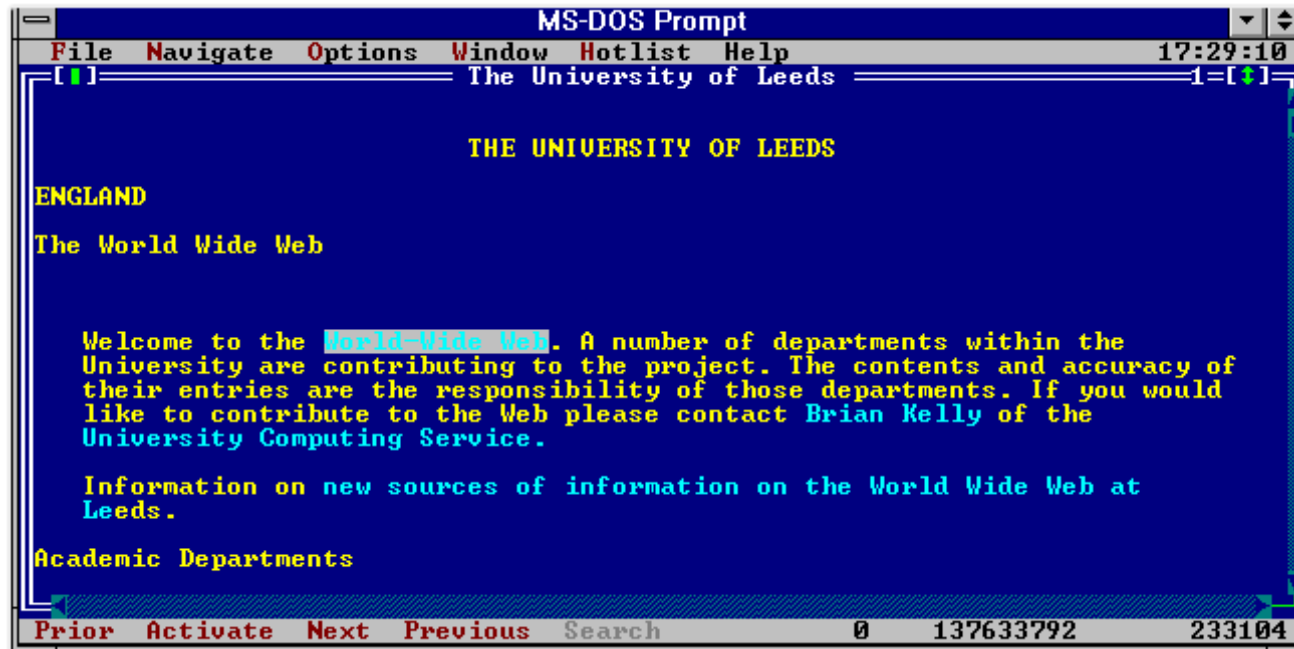 MS-DOS Prompt
File Navigate Options Window Hotlist Help 17:29:10
[▮] The University of Leeds 1=[↕]
THE UNIVERSITY OF LEEDS
ENGLAND
The World Wide Web
Welcome to the World-Wide Web. A number of departments within the
University are contributing to the project. The contents and accuracy of
their entries are the responsibility of those departments. If you would
like to contribute to the Web please contact Brian Kelly of the
University Computing Service.
Information on new sources of information on the World Wide Web at
Leeds.
Academic Departments
Prior Activate Next Previous Search 0 137633792 233104